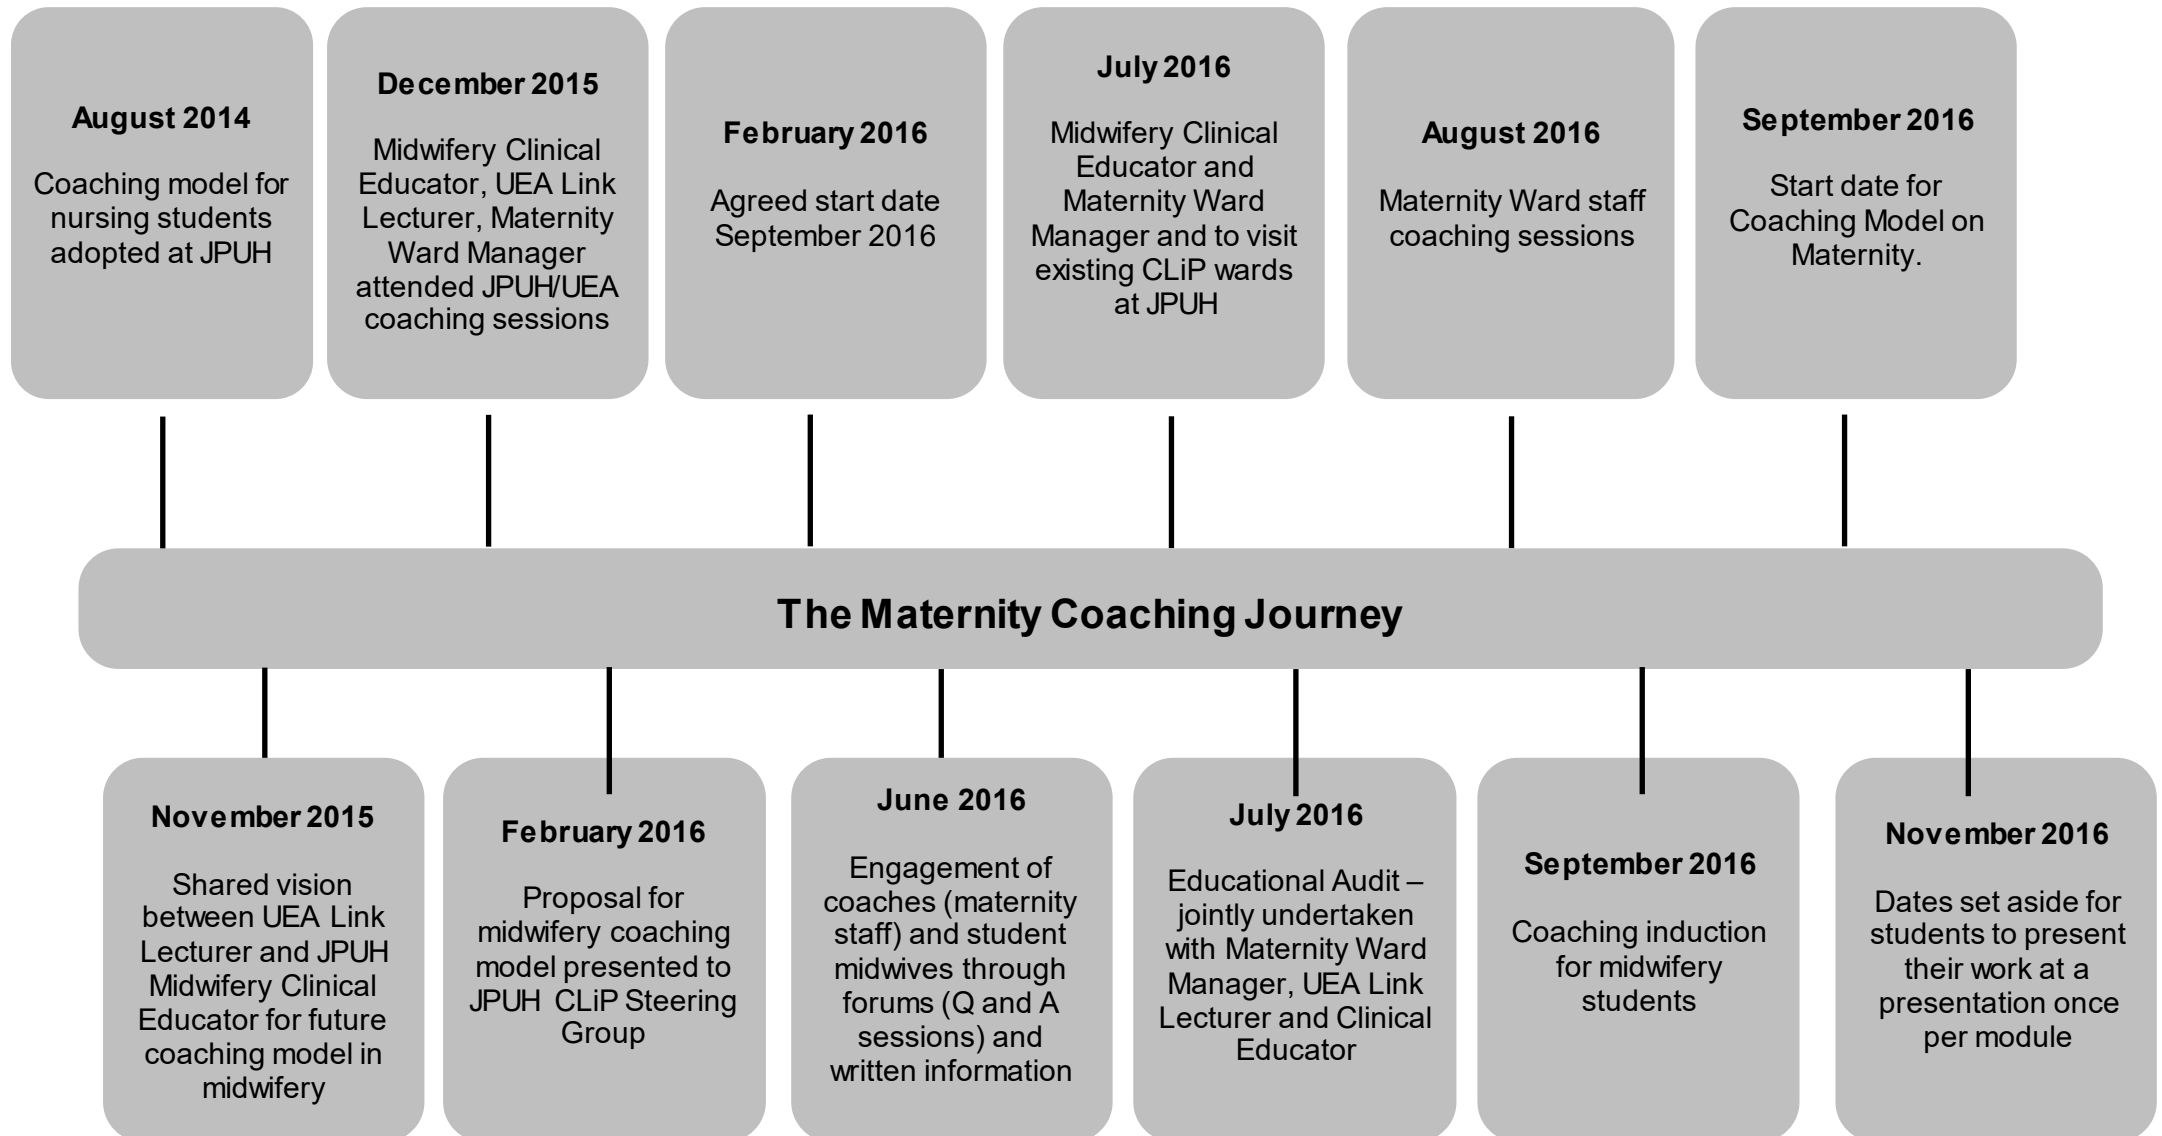 August 2014
Coaching model for
nursing students
adopted at JPUH
December 2015
Midwifery Clinical
Educator, UEA Link
Lecturer, Maternity
Ward Manager
attended JPUH/UEA
coaching sessions
February 2016
Agreed start date
September 2016
July 2016
Midwifery Clinical
Educator and
Maternity Ward
Manager and to visit
existing CLiP wards
at JPUH
August 2016
Maternity Ward staff
coaching sessions
September 2016
Start date for
Coaching Model on
Maternity.
The Maternity Coaching Journey
November 2015
Shared vision
between UEA Link
Lecturer and JPUH
Midwifery Clinical
Educator for future
coaching model in
midwifery
February 2016
Proposal for
midwifery coaching
model presented to
JPUH CLiP Steering
Group
June 2016
Engagement of
coaches (maternity
staff) and student
midwives through
forums (Q and A
sessions) and
written information
July 2016
Educational Audit –
jointly undertaken
with Maternity Ward
Manager, UEA Link
Lecturer and Clinical
Educator
September 2016
Coaching induction
for midwifery
students
November 2016
Dates set aside for
students to present
their work at a
presentation once
per module